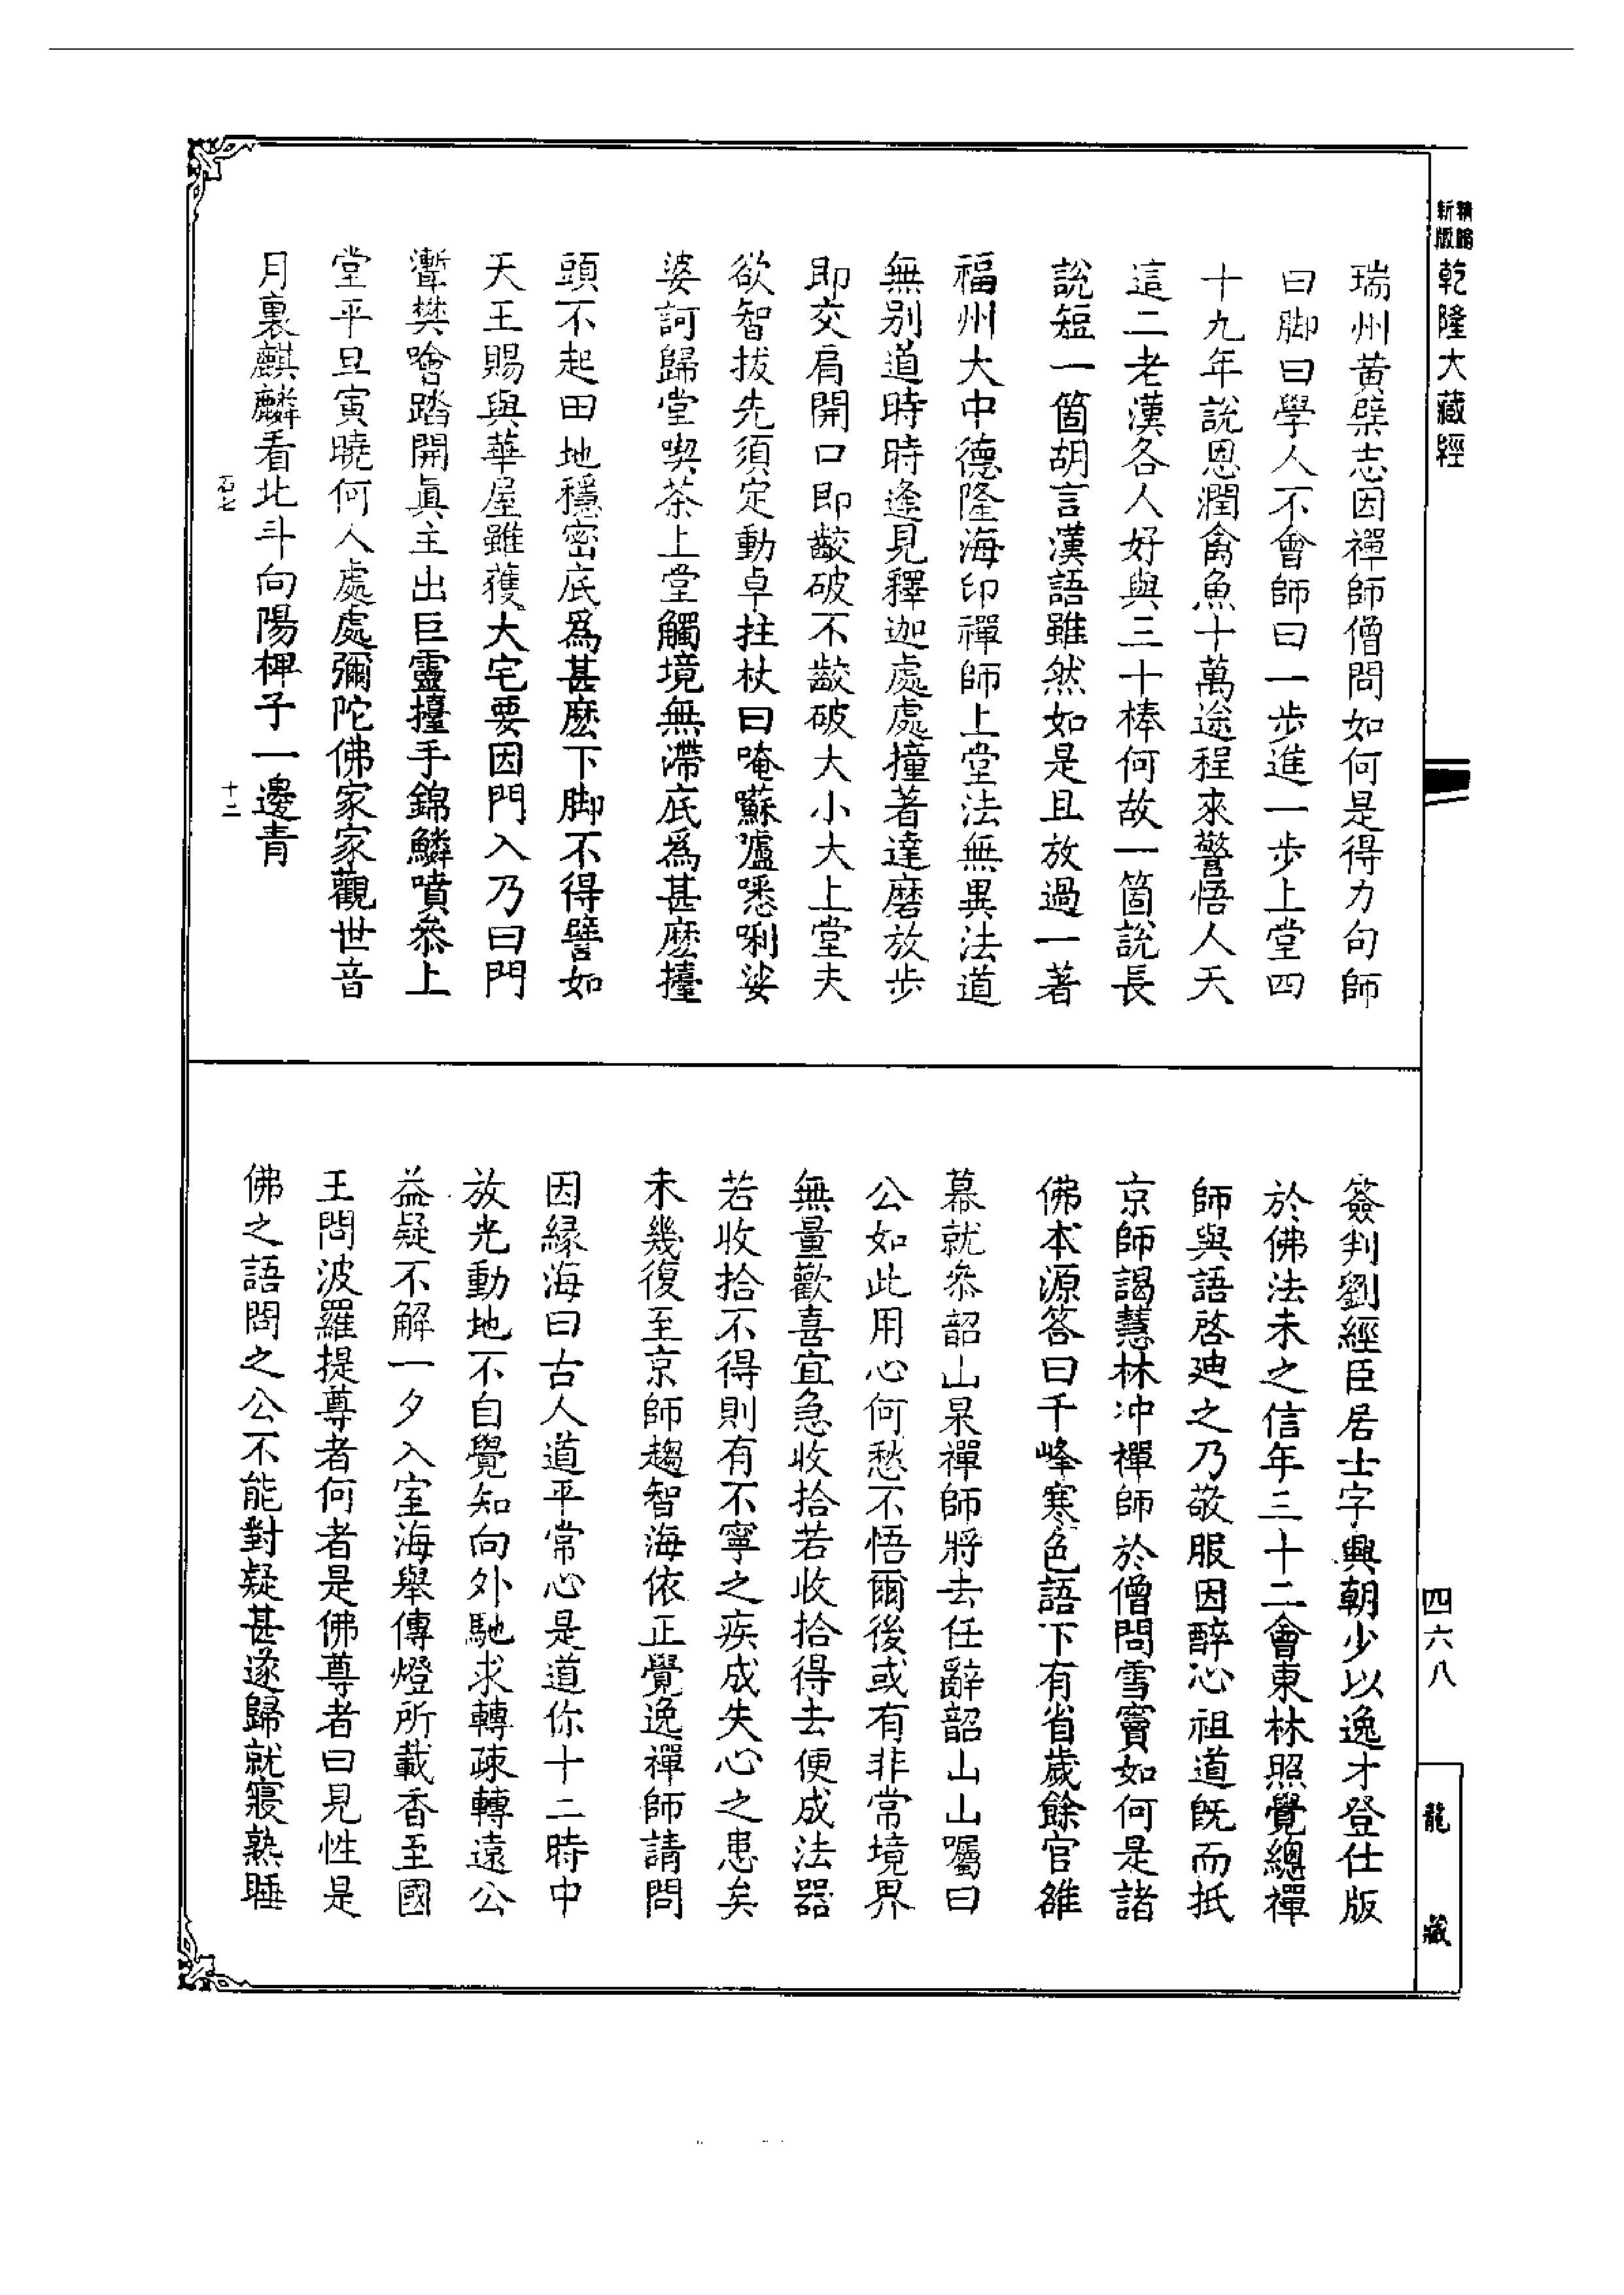 精縮新版乾隆大藏經
瑞州黃檗志因禪師僧問如何是得力句師
曰脚曰學人不會師曰一步進一步上堂四
十九年說恩潤禽魚十萬途程來警悟人天
這二老漢各人好與三十棒何故一箇說長
說短一箇胡言漢語雖然如是且放過一著
福州大中德隆海印禪師上堂法無異法道
無別道時時逢見釋迦處處撞著達磨放步
即交肩開口即齩破不齩破大小大上堂夫
欲智拔先須定動卓拄杖曰唵囌嚧㗚唎娑
婆訶歸堂喫茶上堂觸境無滯底爲甚麽擡
頭不起田地穩密底爲甚麽下脚不得譬如
天王賜與華屋雖獲大宅要因門入乃曰門
聻樊噲踏開眞主出巨靈擡手錦鱗噴叅上
堂平旦寅曉何人處處彌陀佛家家觀世音
月裏麒麟看北斗向陽椑子一邊青
石七
十二
四六八
龍藏
簽判劉經臣居士字興朝少以逸才登仕版
於佛法未之信年三十二會東林照覺總禪
師與語啓迪之乃敬服因醉心祖道既而抵
京師謁慧林冲禪師於僧問雪竇如何是諸
佛本源答曰千峰寒色語下有省歲餘官雒
幕就叅韶山杲禪師將去任辭韶山山囑曰
公如此用心何愁不悟爾後或有非常境界
無量歡喜宜急收拾若收拾得去便成法器
若收拾不得則有不寧之疾成失心之患矣
未幾復至京師趨智海依正覺逸禪師請問
因緣海曰古人道平常心是道你十二時中
放光動地不自覺知向外馳求轉疎轉遠公
益疑不解一夕入室海舉傳燈所載香至國
王問波羅提尊者何者是佛尊者曰見性是
佛之語問之公不能對疑甚遂歸就寢熟睡